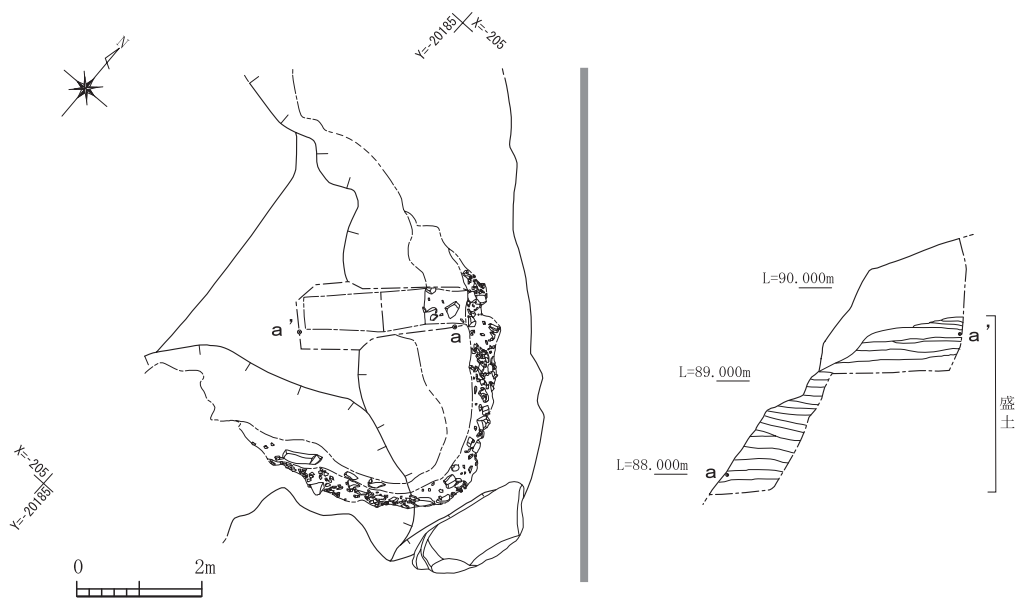 N
Y=-20185
X=-205
a'
a
X=-205
Y=-20185
0 2m
L=90.000m
L=89.000m
L=88.000m
a'
a
盛土